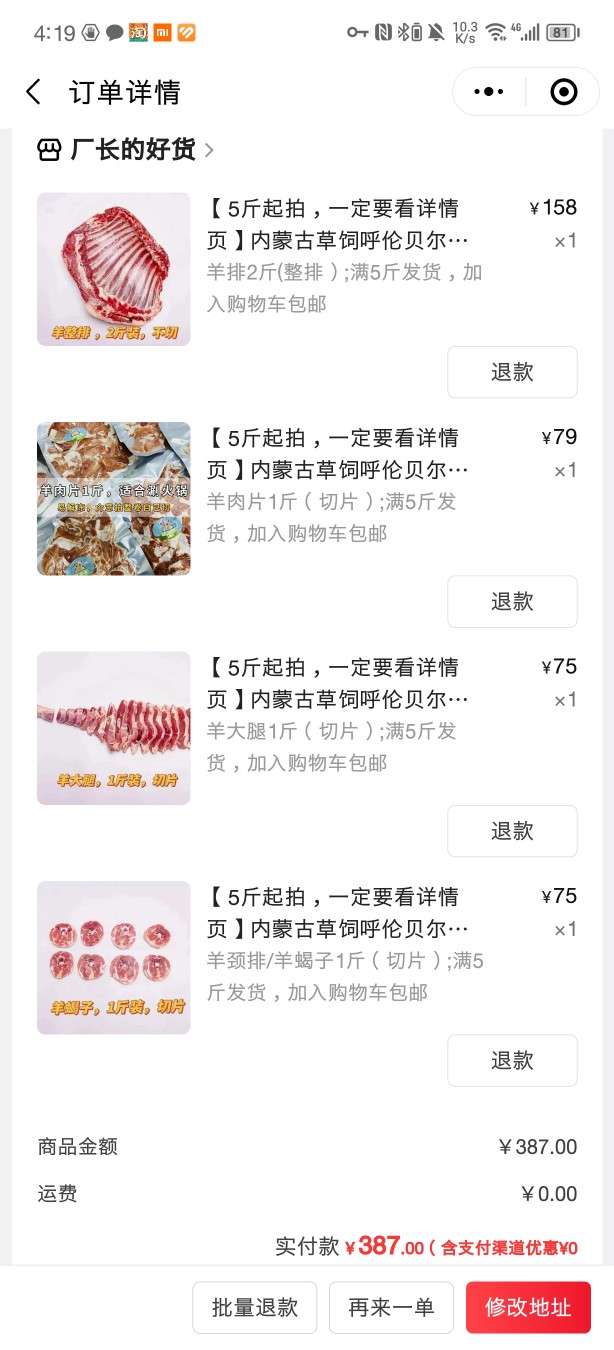 4:19
10.3
K/s
4G
81
订单详情
厂长的好货
【5斤起拍，一定要看详情
¥158
页】内蒙古草饲呼伦贝尔…
×1
羊排2斤(整排）;满5斤发货，加
入购物车包邮
羊整排，2斤装，不切
退款
【5斤起拍，一定要看详情
¥79
页】内蒙古草饲呼伦贝尔…
×1
羊肉片1斤（切片）;满5斤发
货，加入购物车包邮
羊肉片1斤，适合涮火锅
退款
【5斤起拍，一定要看详情
¥75
页】内蒙古草饲呼伦贝尔…
×1
羊大腿1斤（切片）;满5斤发
货，加入购物车包邮
羊大腿，1斤装，切片
退款
【5斤起拍，一定要看详情
¥75
页】内蒙古草饲呼伦贝尔…
×1
羊颈排/羊蝎子1斤（切片）;满5
斤发货，加入购物车包邮
羊蝎子，1斤装，切片
退款
商品金额
￥387.00
运费
￥0.00
实付款 ¥387.00 ( 含支付渠道优惠¥0
批量退款
再来一单
修改地址